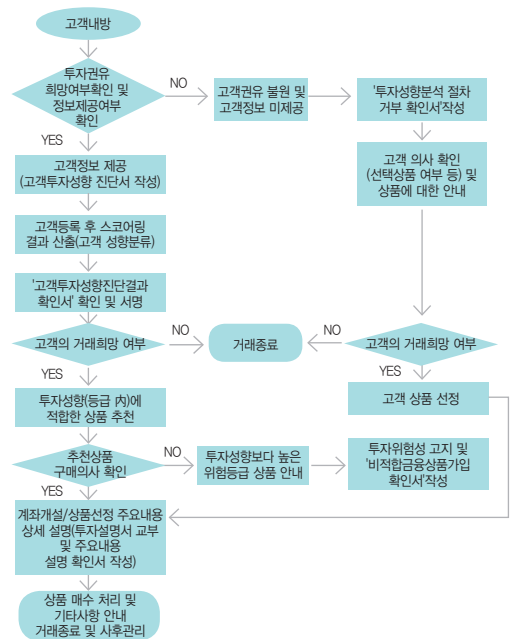 고객내방
투자권유
희망여부확인 및
정보제공여부
확인
NO
고객권유 불원 및
고객정보 미제공
'투자성향분석 절차
거부 확인서'작성
YES
고객정보 제공
(고객투자성향 진단서 작성)
고객 의사 확인
(선택상품 여부 등) 및
상품에 대한 안내
고객등록 후 스코어링
결과 산출(고객 성향분류)
'고객투자성향진단결과
확인서' 확인 및 서명
고객의 거래희망 여부
NO
거래종료
NO
고객의 거래희망 여부
YES
YES
투자성향(등급 內)에
적합한 상품 추천
고객 상품 선정
추천상품
구매의사 확인
NO
투자성향보다 높은
위험등급 상품 안내
투자위험성 고지 및
'비적합금융상품가입
확인서'작성
YES
계좌개설/상품선정 주요내용
상세 설명(투자설명서 교부
및 주요내용
설명 확인서 작성)
상품 매수 처리 및
기타사항 안내
거래종료 및 사후관리